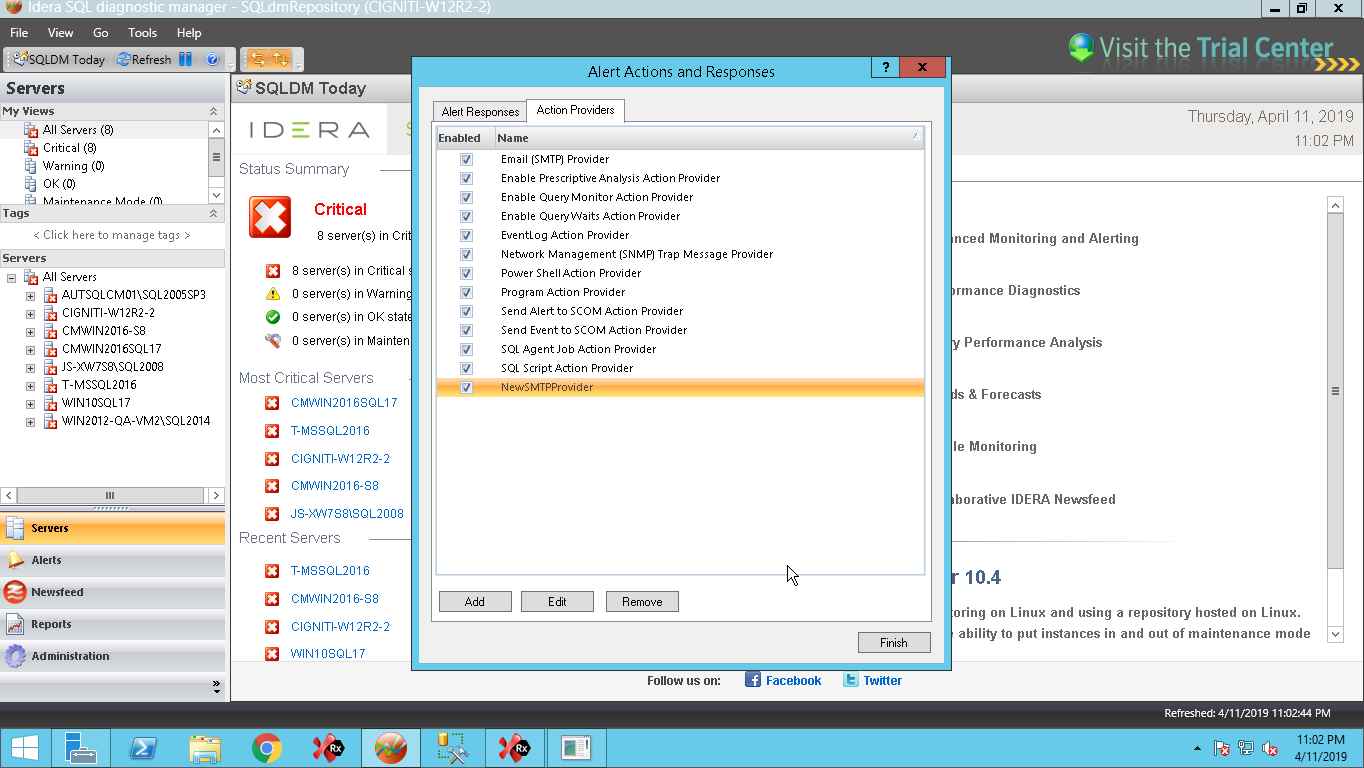 Idera SQL diagnostic manager - SQLdmRepository (CIGNITI-W12R2-2)
File View Go Tools Help
SQLDM Today Refresh
Visit the Trial Center
Servers
My Views
All Servers (8)
Critical (8)
Warning (0)
OK (0)
Maintenance Mode (0)
Tags
< Click here to manage tags >
Servers
All Servers
AUTSQLCM01\SQL2005SP3
CIGNITI-W12R2-2
CMWIN2016-S8
CMWIN2016SQL17
JS-XW7S8\SQL2008
T-MSSQL2016
WIN10SQL17
WIN2012-QA-VM2\SQL2014
Servers
Alerts
Newsfeed
Reports
Administration
SQLDM Today
IDERA
Thursday, April 11, 2019
11:02 PM
Status Summary
Critical
8 server(s) in Crit
8 server(s) in Critical s
0 server(s) in Warning
0 server(s) in OK state
0 server(s) in Mainten
Most Critical Servers
CMWIN2016SQL17
T-MSSQL2016
CIGNITI-W12R2-2
CMWIN2016-S8
JS-XW7S8\SQL2008
Recent Servers
T-MSSQL2016
CMWIN2016-S8
CIGNITI-W12R2-2
WIN10SQL17
Alert Actions and Responses
?
Alert Responses Action Providers
Enabled Name
Email (SMTP) Provider
Enable Prescriptive Analysis Action Provider
Enable Query Monitor Action Provider
Enable Query Waits Action Provider
EventLog Action Provider
Network Management (SNMP) Trap Message Provider
Power Shell Action Provider
Program Action Provider
Send Alert to SCOM Action Provider
Send Event to SCOM Action Provider
SQL Agent Job Action Provider
SQL Script Action Provider
NewSMTPProvider
Add Edit Remove
Finish
nced Monitoring and Alerting
rmance Diagnostics
ry Performance Analysis
ds & Forecasts
le Monitoring
aborative IDERA Newsfeed
r 10.4
toring on Linux and using a repository hosted on Linux.
e ability to put instances in and out of maintenance mode
Follow us on: Facebook Twitter
Refreshed: 4/11/2019 11:02:44 PM
Rx
Rx
11:02 PM
4/11/2019